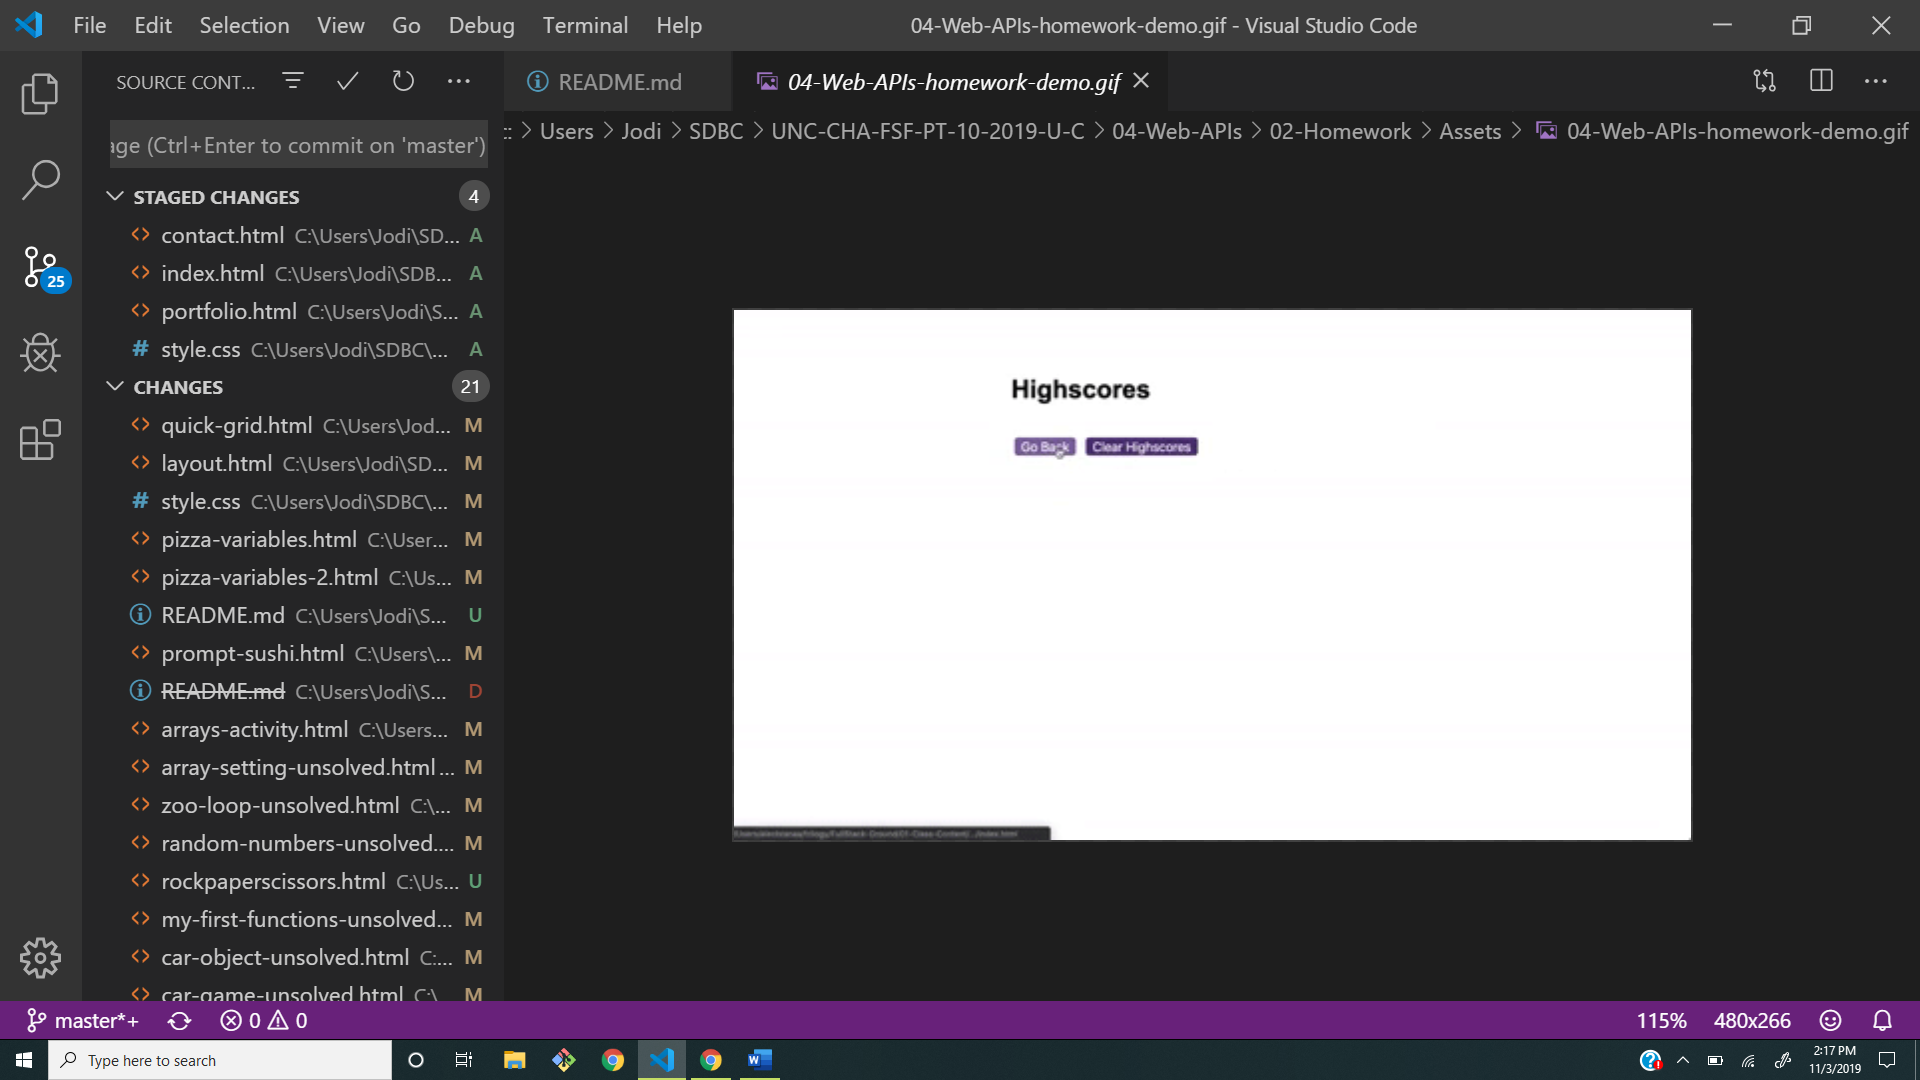 File Edit Selection View Go Debug Terminal Help
04-Web-APIs-homework-demo.gif - Visual Studio Code
SOURCE CONT...
README.md
04-Web-APIs-homework-demo.gif
Users > Jodi > SDBC > UNC-CHA-FSF-PT-10-2019-U-C > 04-Web-APIs > 02-Homework > Assets > 04-Web-APIs-homework-demo.gif
age (Ctrl+Enter to commit on 'master')
STAGED CHANGES 4
contact.html C:\Users\Jodi\SD... A
index.html C:\Users\Jodi\SDB... A
portfolio.html C:\Users\Jodi\S... A
style.css C:\Users\Jodi\SDBC\... A
CHANGES 21
quick-grid.html C:\Users\Jod... M
layout.html C:\Users\Jodi\SD... M
style.css C:\Users\Jodi\SDBC\... M
pizza-variables.html C:\User... M
pizza-variables-2.html C:\Us... M
README.md C:\Users\Jodi\S... U
prompt-sushi.html C:\Users\... M
README.md C:\Users\Jodi\S... D
arrays-activity.html C:\Users... M
array-setting-unsolved.html ... M
zoo-loop-unsolved.html C:\... M
random-numbers-unsolved.... M
rockpaperscissors.html C:\Us... U
my-first-functions-unsolved... M
car-object-unsolved.html C:... M
car-game-unsolved.html C:\ M
25
Highscores
Go Back Clear Highscores
master*+ 0 0
115% 480x266
Type here to search
2:17 PM
11/3/2019